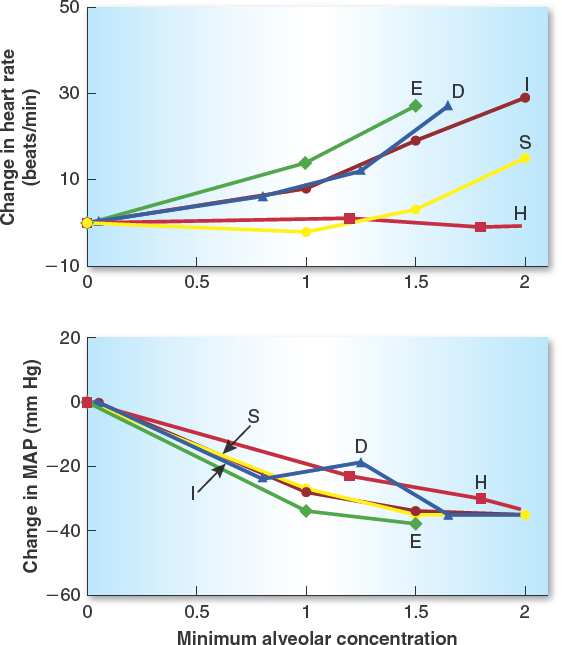 Change in heart rate
(beats/min)
50
30
10
−10
E
D
I
S
H
0
0.5
1
1.5
2
Change in MAP (mm Hg)
20
0
−20
−40
−60
S
I
D
H
E
0
0.5
1
1.5
2
Minimum alveolar concentration